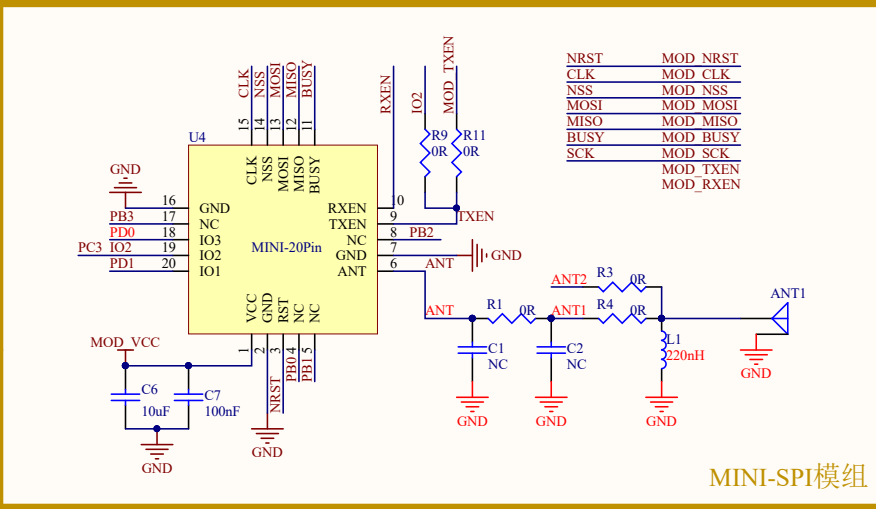 CLK
NSS
MOSI
MISO
BUSY
15
14
13
12
11
RXEN
IO2
MOD_TXEN
R9
0R
R11
0R
NRST MOD_NRST
CLK MOD_CLK
NSS MOD_NSS
MOSI MOD_MOSI
MISO MOD_MISO
BUSY MOD_BUSY
SCK MOD_SCK
MOD_TXEN
MOD_RXEN
U4
CLK
NSS
MOSI
MISO
BUSY
GND
16 GND
PB3 17 NC
PD0 18 IO3
PC3 IO2 19 IO2
PD1 20 IO1
MINI-20Pin
RXEN 10
TXEN 9 TXEN
NC 8 PB2
GND 7 GND
ANT 6 ANT
VCC
GND
RST
NC
NC
1
2
3
4
5
NRST
PB0
PB1
MOD_VCC
C6
10uF
C7
100nF
GND
GND
ANT
R1 0R
ANT1
ANT2
R3 0R
R4 0R
ANT1
C1
NC
C2
NC
L1
220nH
GND
GND
GND
GND
MINI-SPI模组